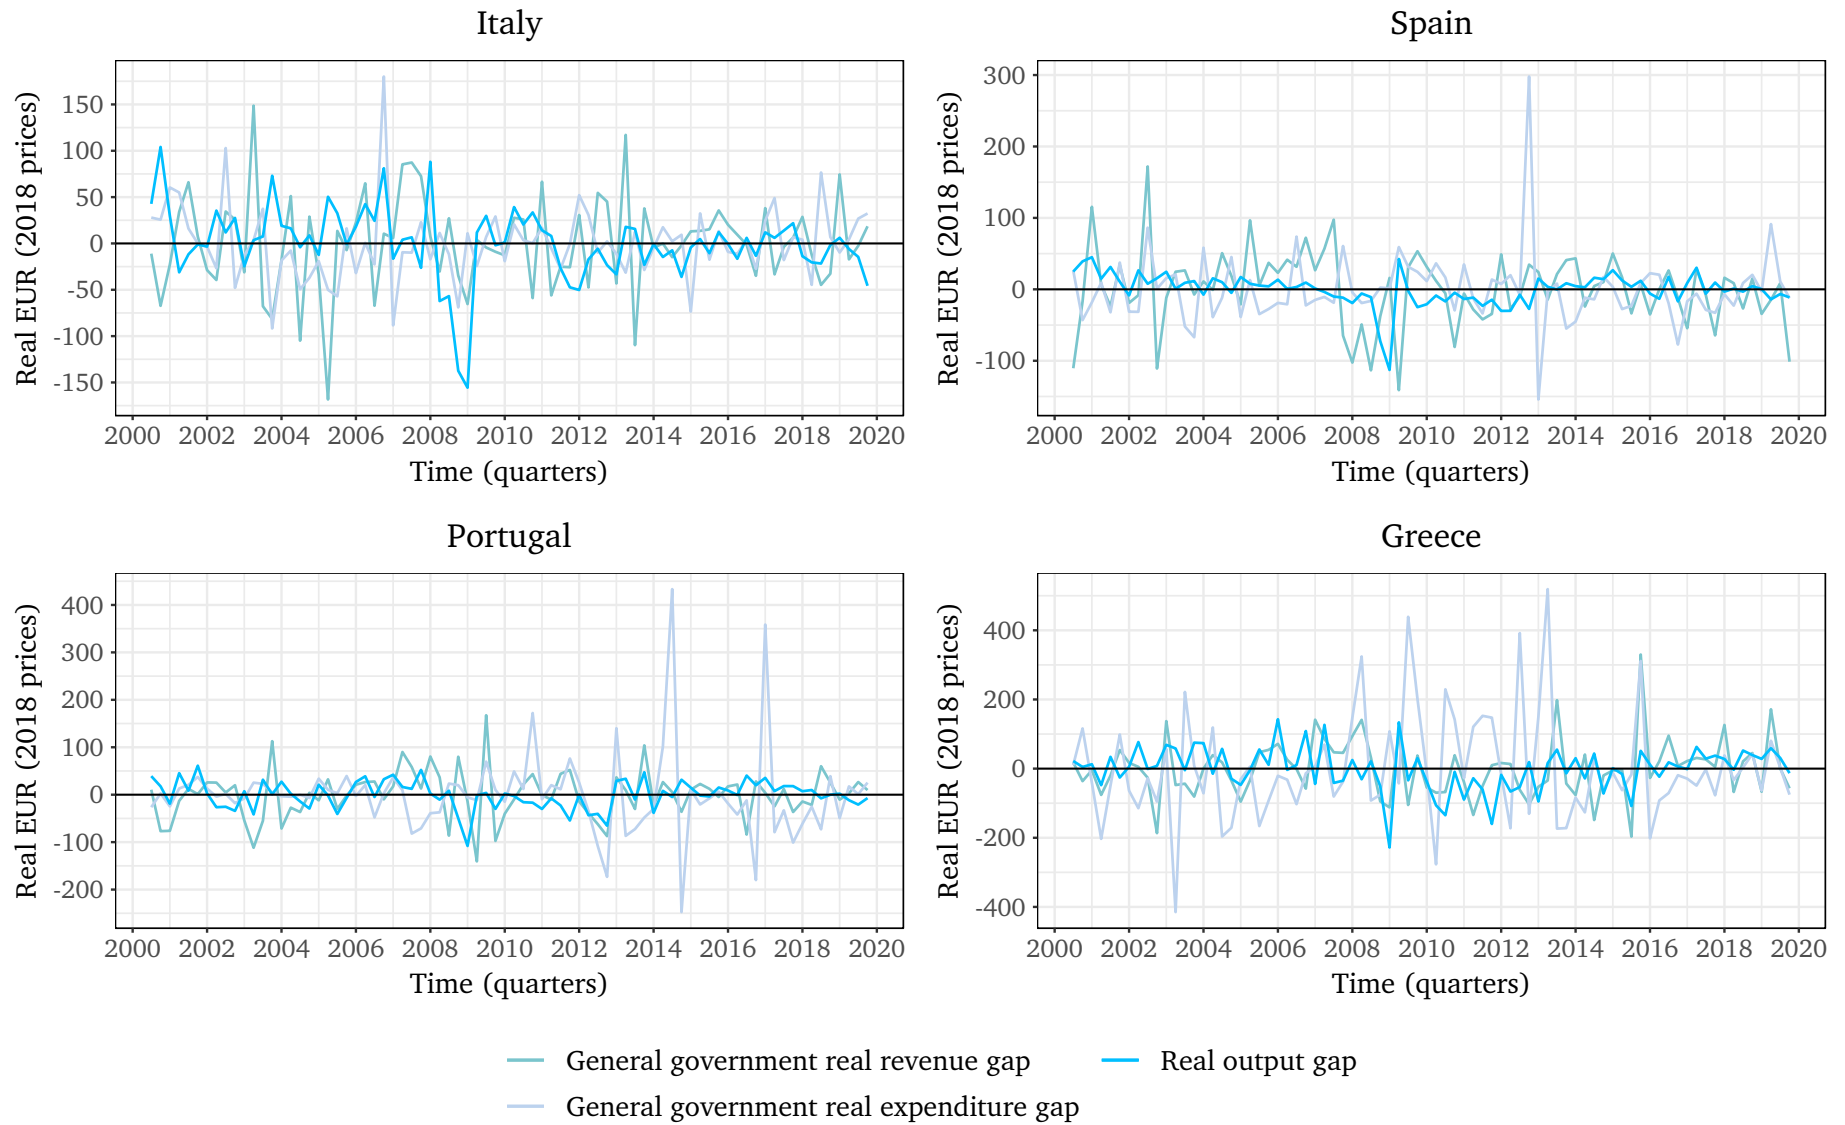 Italy
Real EUR (2018 prices)
150
100
50
0
-50
-100
-150
2000 2002 2004 2006 2008 2010 2012 2014 2016 2018 2020
Time (quarters)
Spain
Real EUR (2018 prices)
300
200
100
0
-100
2000 2002 2004 2006 2008 2010 2012 2014 2016 2018 2020
Time (quarters)
Portugal
Real EUR (2018 prices)
400
300
200
100
0
-100
-200
2000 2002 2004 2006 2008 2010 2012 2014 2016 2018 2020
Time (quarters)
Greece
Real EUR (2018 prices)
400
200
0
-200
-400
2000 2002 2004 2006 2008 2010 2012 2014 2016 2018 2020
Time (quarters)
General government real revenue gap
Real output gap
General government real expenditure gap